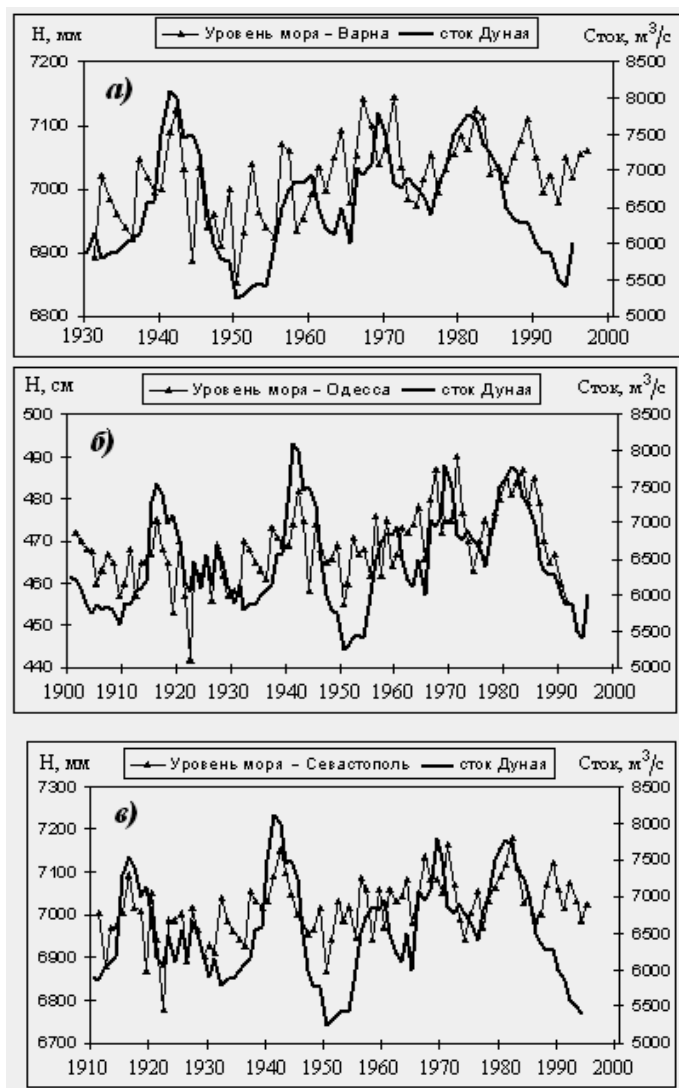 Н, мм
Уровень моря – Варна сток Дуная
Сток, м³/с
а)
7200
7100
7000
6900
6800
8500
8000
7500
7000
6500
6000
5500
5000
1930 1940 1950 1960 1970 1980 1990 2000
Н, см
Уровень моря – Одесса сток Дуная
Сток, м³/с
б)
500
490
480
470
460
450
440
8500
8000
7500
7000
6500
6000
5500
5000
1900 1910 1920 1930 1940 1950 1960 1970 1980 1990 2000
Н, мм
Уровень моря – Севастополь сток Дуная
Сток, м³/с
в)
7300
7200
7100
7000
6900
6800
6700
8500
8000
7500
7000
6500
6000
5500
5000
1910 1920 1930 1940 1950 1960 1970 1980 1990 2000